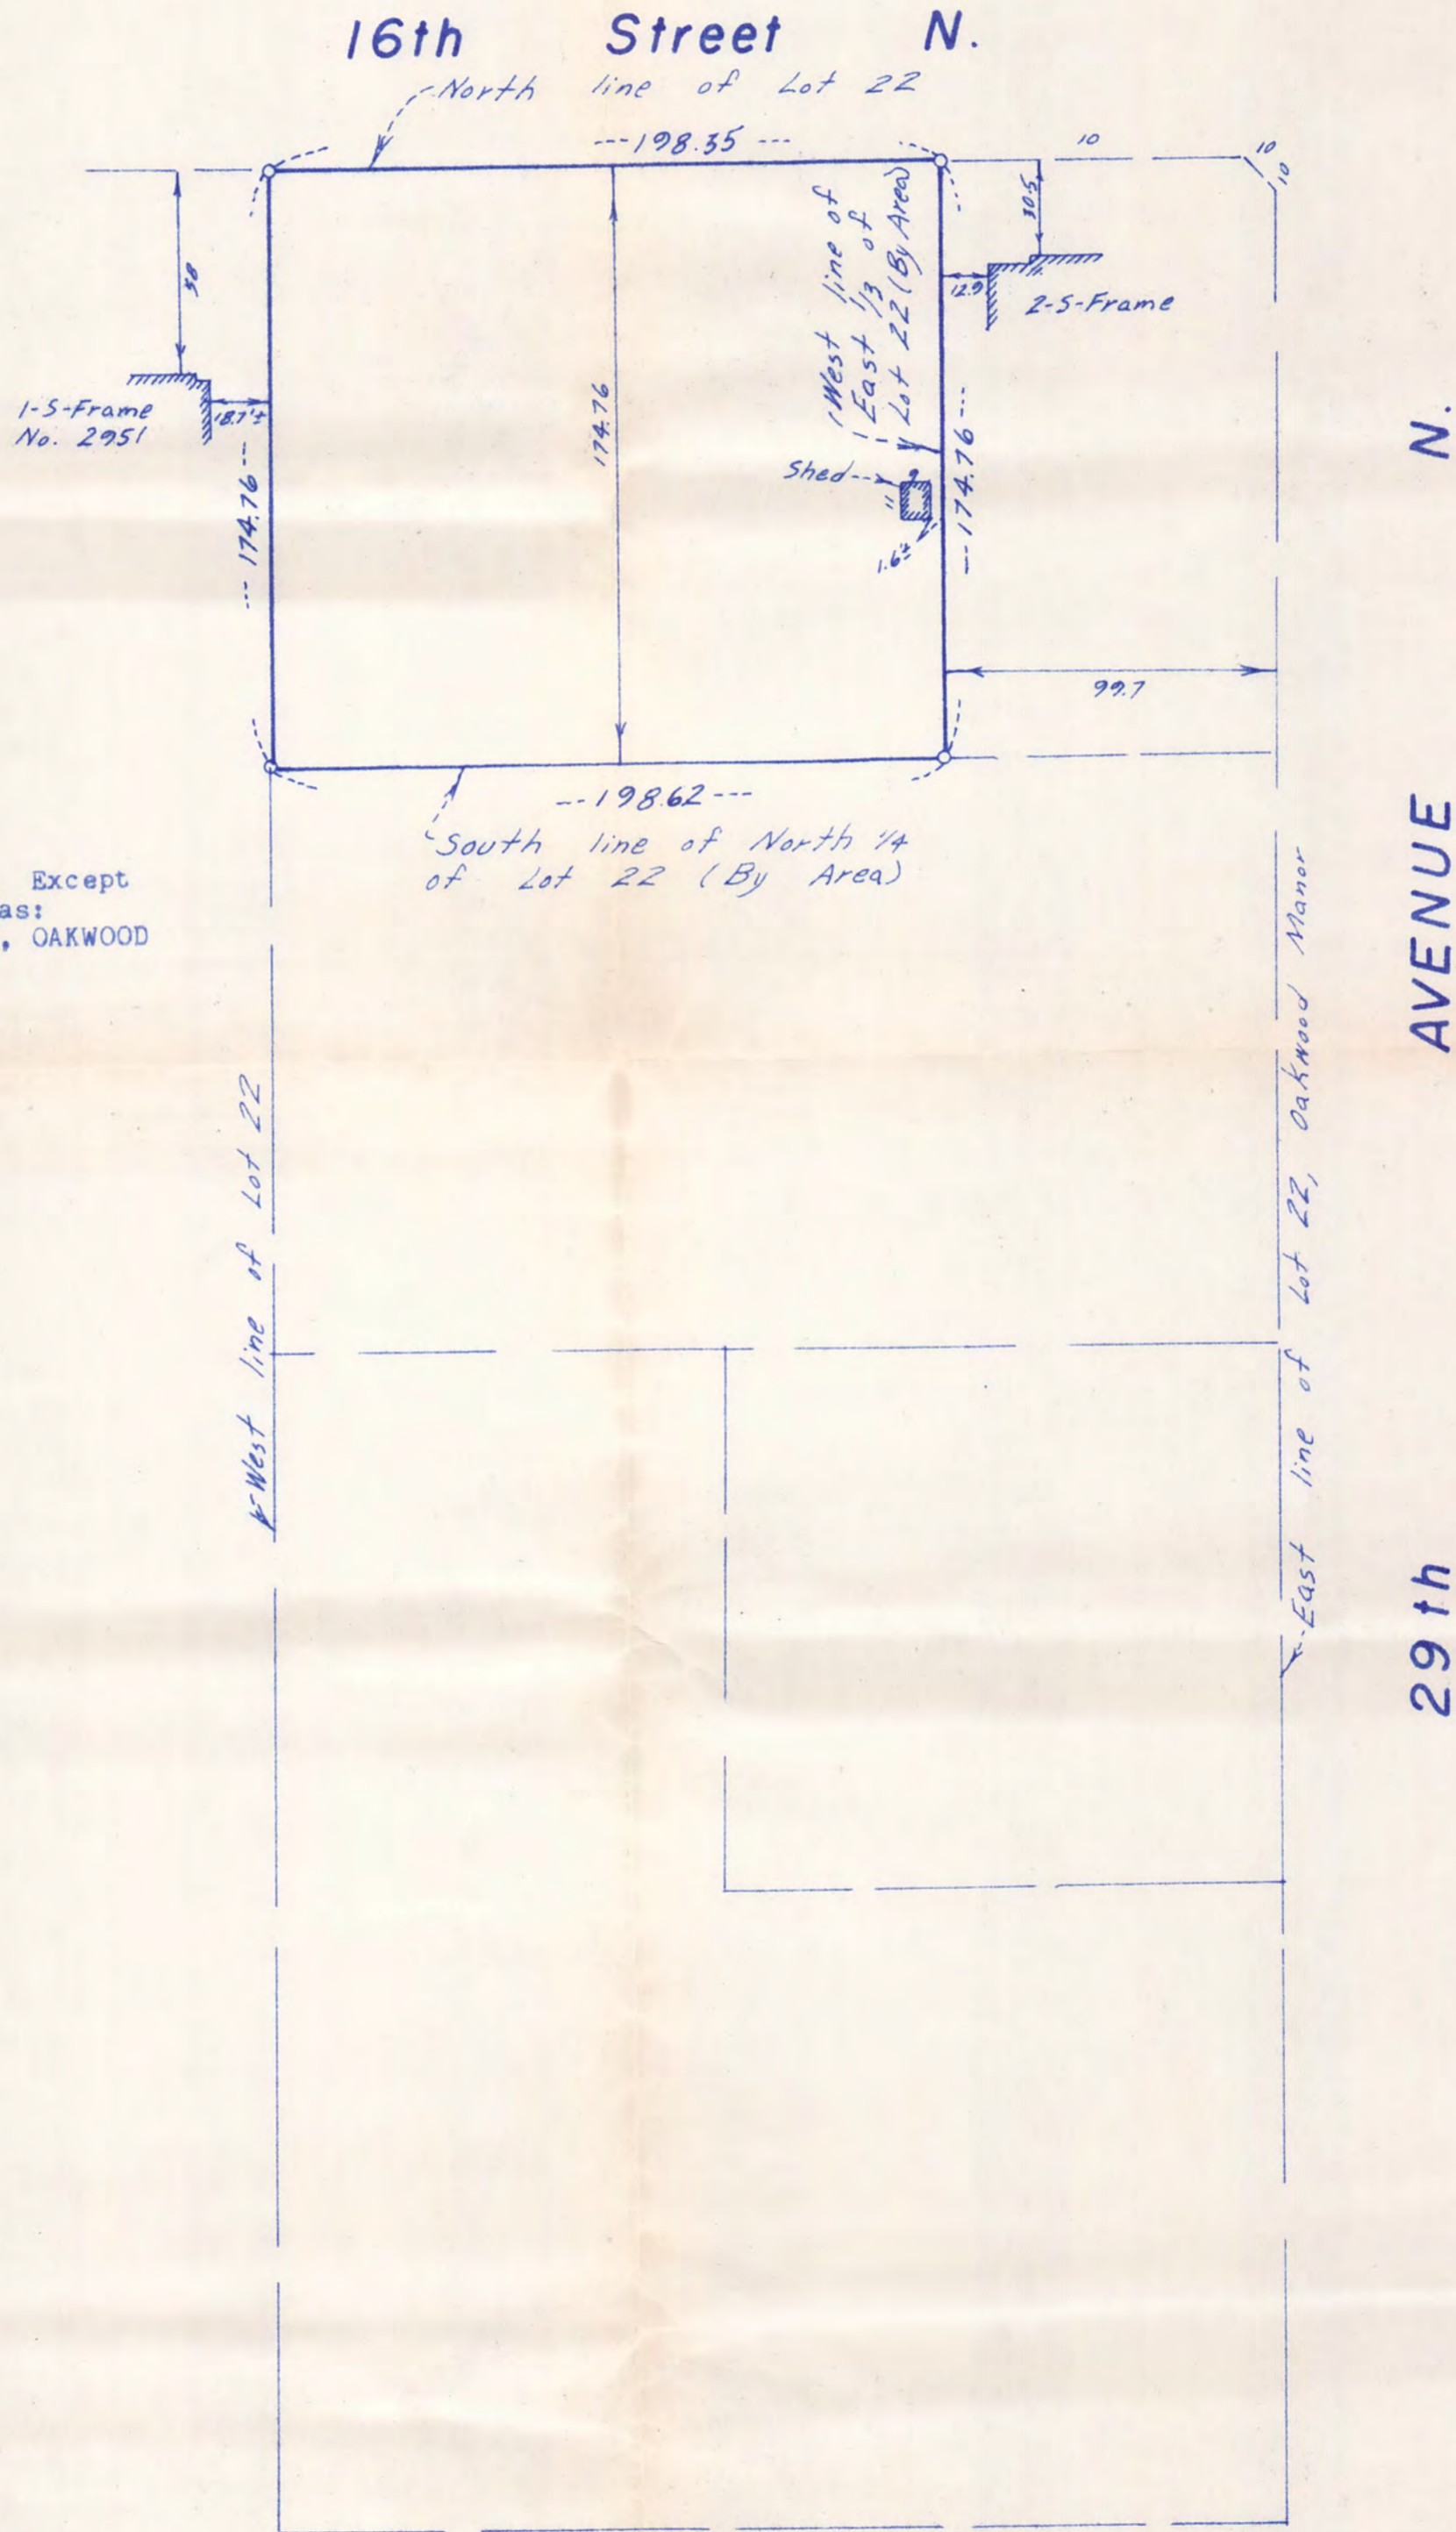 16th Street N.
North line of Lot 22
---198.35---
10
10
10
30.5
58
West line of
East 1/3 of
Lot 22 (By Area)
12.9
2-S-Frame
1-S-Frame
No. 2951
18.7'±
174.76
---174.76---
---174.76---
Shed
9
11
1.6'±
99.7
---198.62---
South line of North 1/4
of Lot 22 (By Area)
Except
as:
, OAKWOOD
West line of Lot 22
East line of Lot 22, Oakwood Manor
29th AVENUE N.